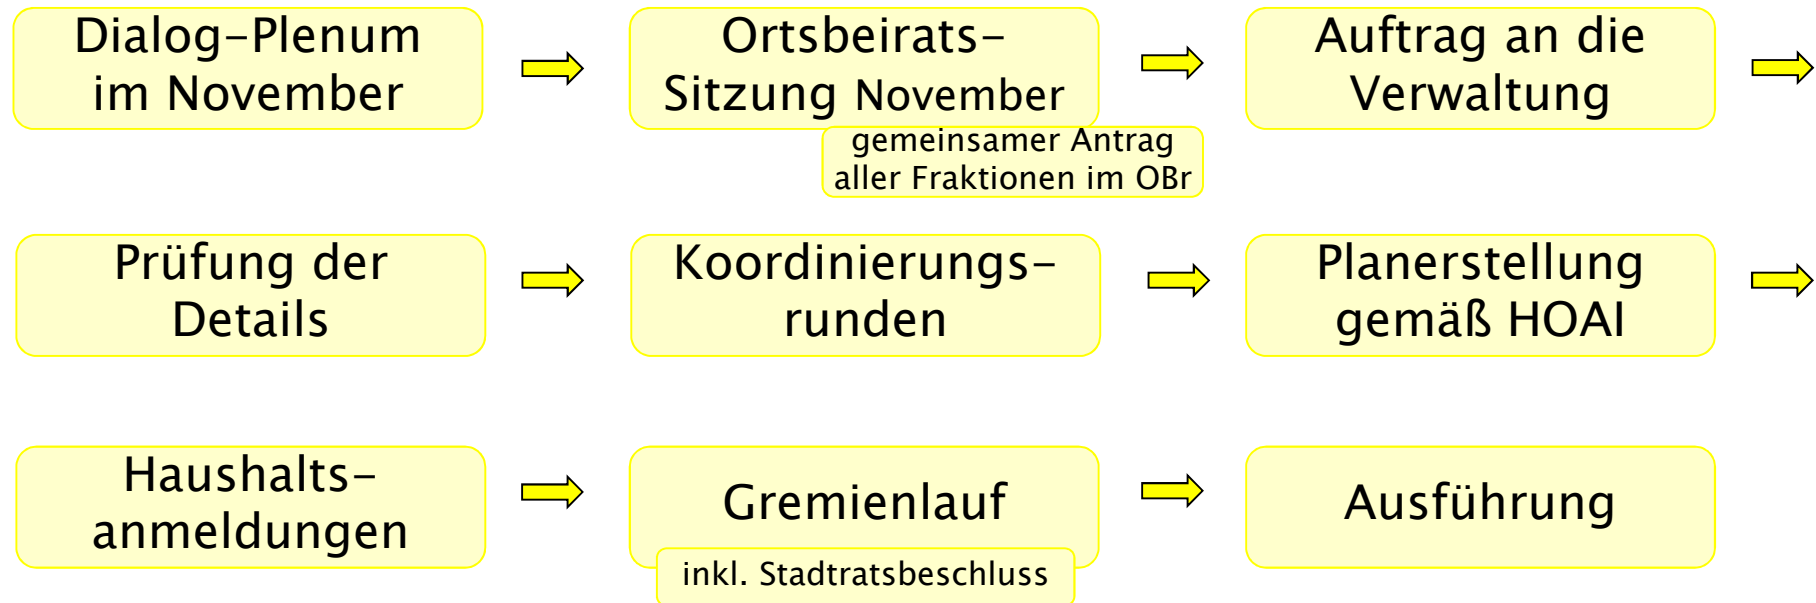 Dialog-Plenum
im November
Ortsbeirats-
Sitzung November
gemeinsamer Antrag
aller Fraktionen im OBr
Auftrag an die
Verwaltung
Prüfung der
Details
Koordinierungs-
runden
Planerstellung
gemäß HOAI
Haushalts-
anmeldungen
Gremienlauf
inkl. Stadtratsbeschluss
Ausführung